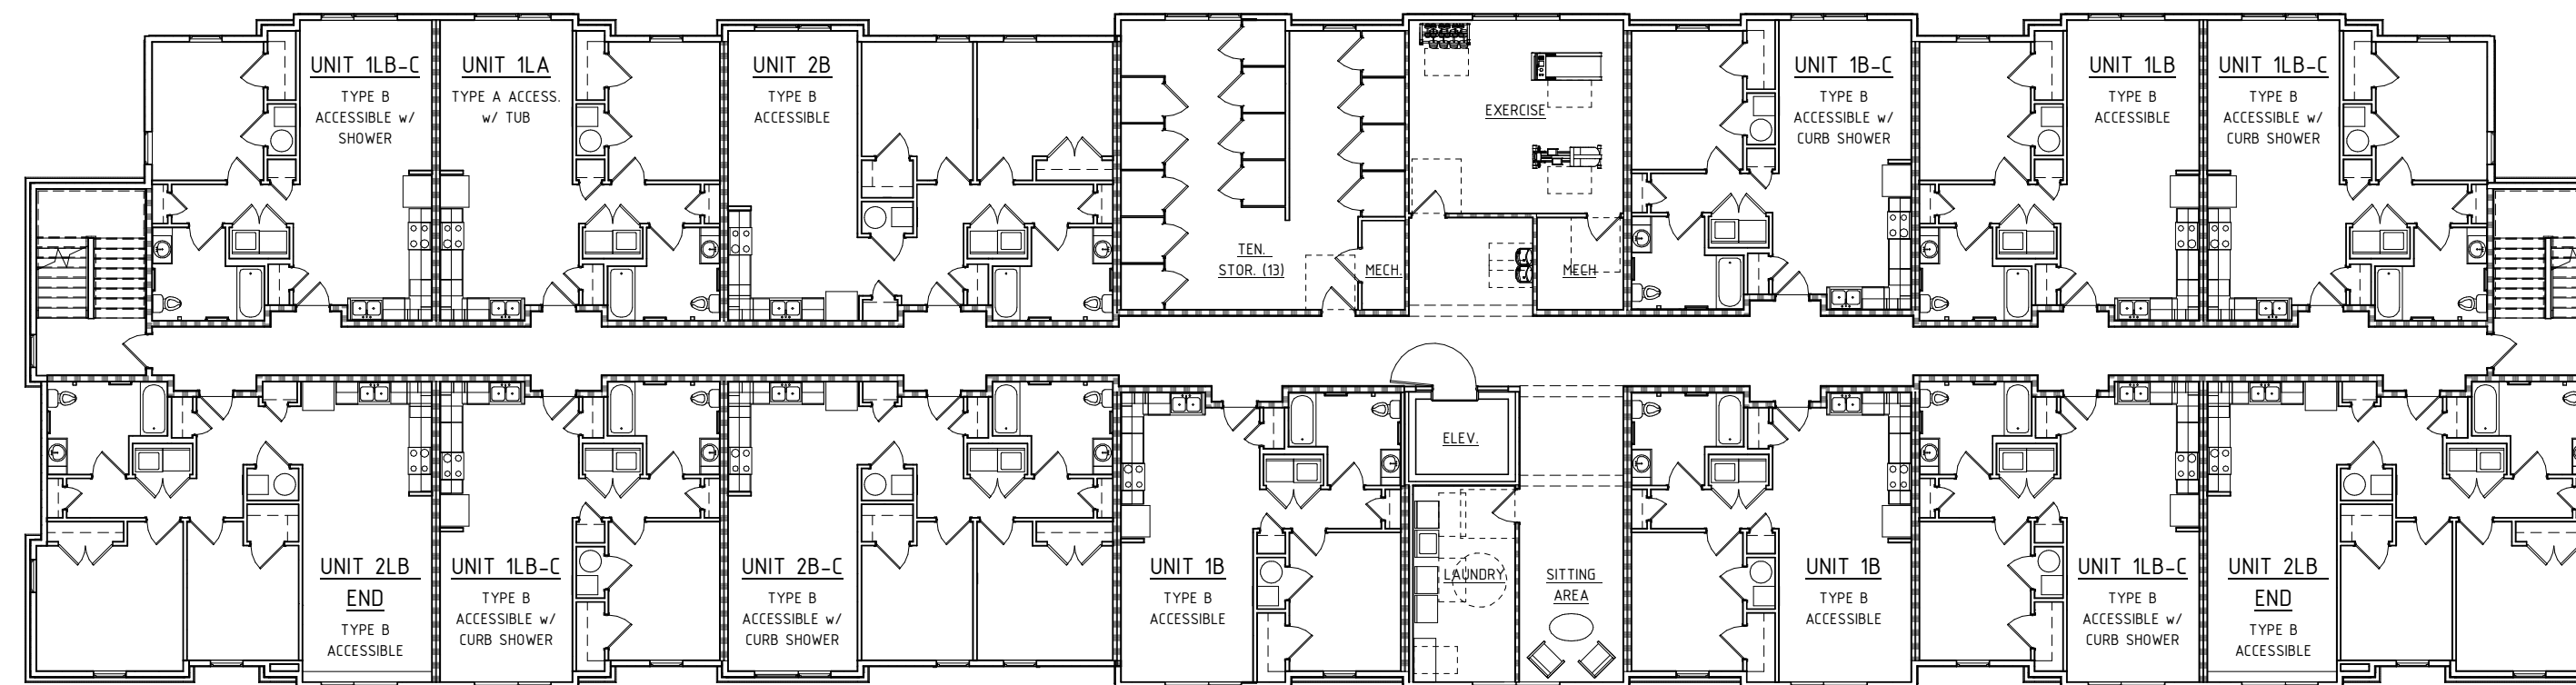 UNIT 1LB-C
TYPE B
ACCESSIBLE w/
SHOWER
UNIT 1LA
TYPE A ACCESS.
w/ TUB
UNIT 2B
TYPE B
ACCESSIBLE
TEN.
STOR. (13)
MECH.
EXERCISE
MECH
UNIT 1B-C
TYPE B
ACCESSIBLE w/
CURB SHOWER
UNIT 1LB
TYPE B
ACCESSIBLE
UNIT 1LB-C
TYPE B
ACCESSIBLE w/
CURB SHOWER
UNIT 2LB
END
TYPE B
ACCESSIBLE
UNIT 1LB-C
TYPE B
ACCESSIBLE w/
CURB SHOWER
UNIT 2B-C
TYPE B
ACCESSIBLE w/
CURB SHOWER
UNIT 1B
TYPE B
ACCESSIBLE
ELEV.
LAUNDRY
SITTING
AREA
UNIT 1B
TYPE B
ACCESSIBLE
UNIT 1LB-C
TYPE B
ACCESSIBLE w/
CURB SHOWER
UNIT 2LB
END
TYPE B
ACCESSIBLE